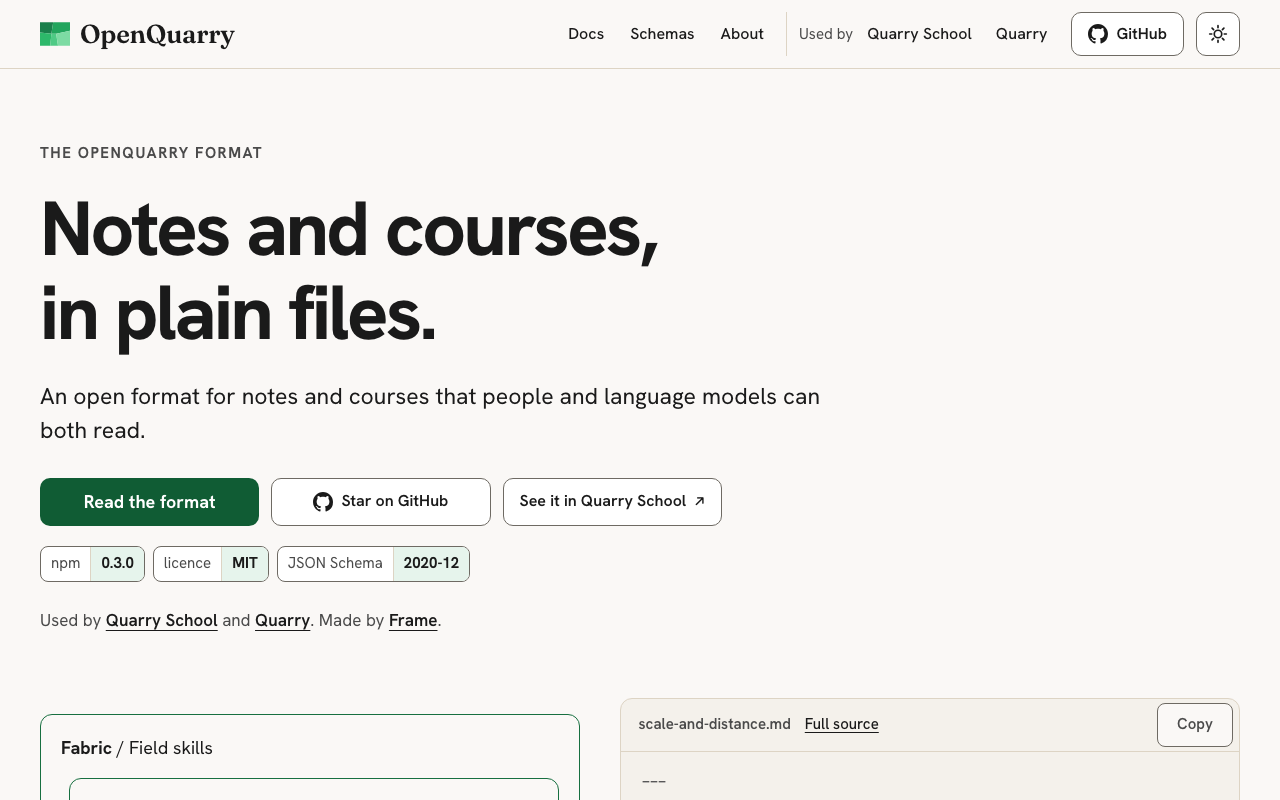 OpenQuarry
Docs Schemas About Used by Quarry School Quarry GitHub
THE OPENQUARRY FORMAT
Notes and courses,
in plain files.
An open format for notes and courses that people and language models can
both read.
Read the format Star on GitHub See it in Quarry School ↗
npm 0.3.0 licence MIT JSON Schema 2020-12
Used by Quarry School and Quarry. Made by Frame.
Fabric / Field skills
scale-and-distance.md Full source Copy
---